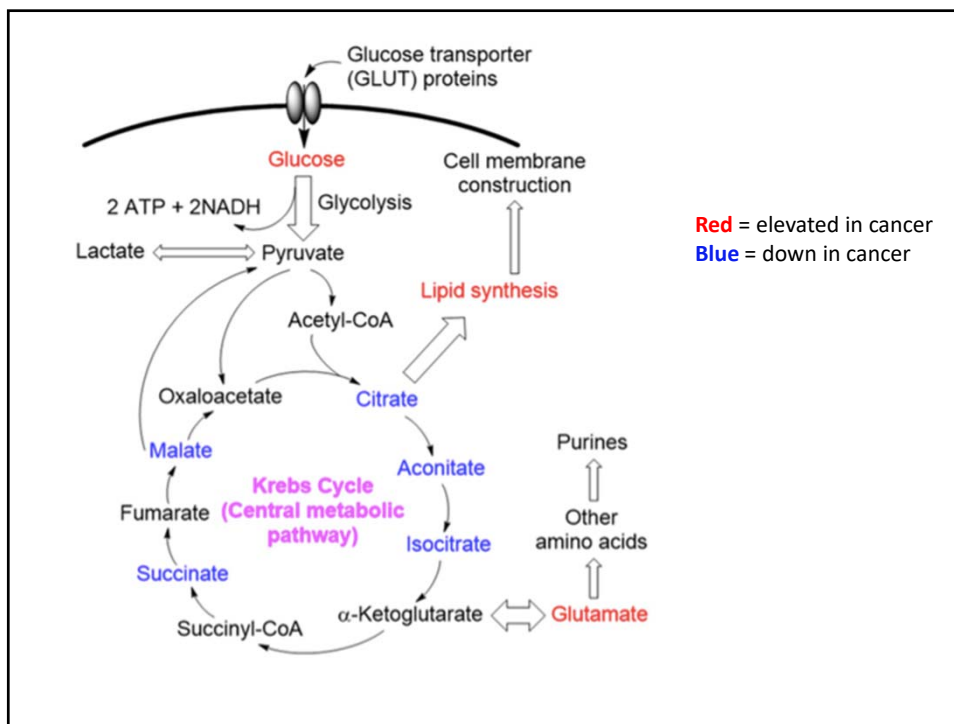 Glucose transporter
(GLUT) proteins
Glucose
Cell membrane
construction
2 ATP + 2NADH
Glycolysis
Red = elevated in cancer
Blue = down in cancer
Lactate
Pyruvate
Lipid synthesis
Acetyl-CoA
Oxaloacetate
Citrate
Malate
Aconitate
Purines
Krebs Cycle
(Central metabolic
pathway)
Fumarate
Other
amino acids
Isocitrate
Succinate
α-Ketoglutarate
Glutamate
Succinyl-CoA